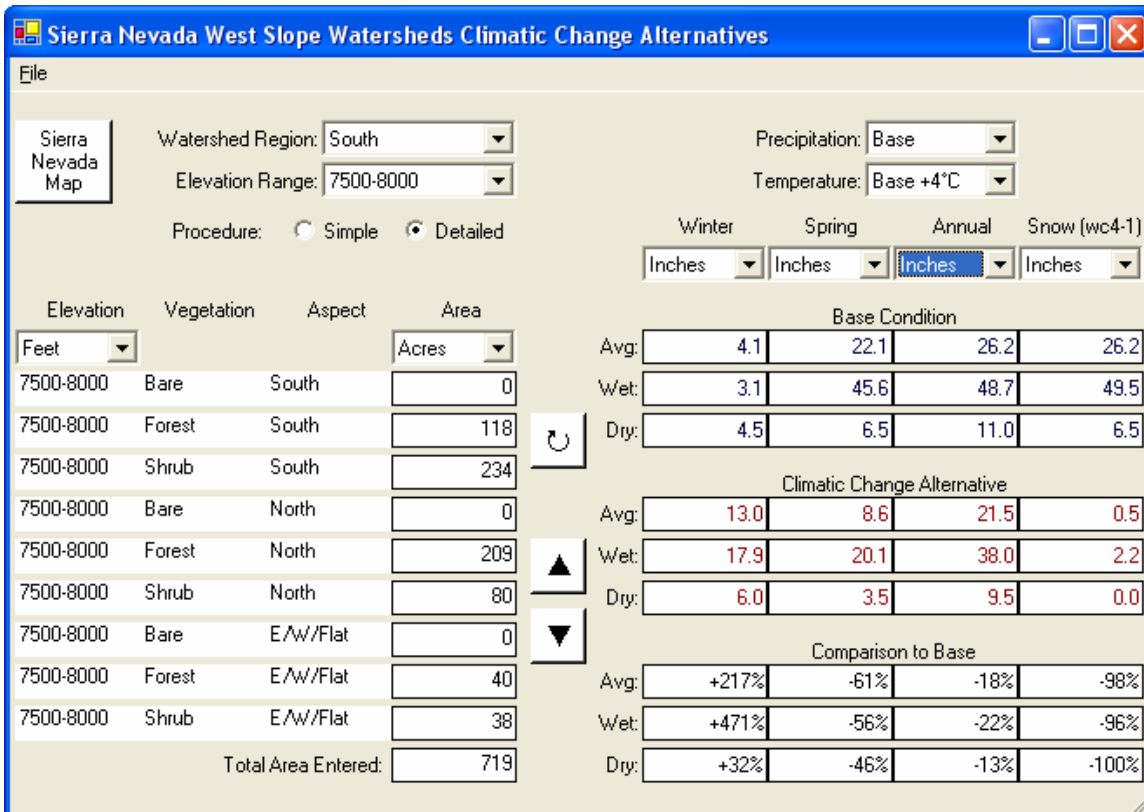 Sierra Nevada West Slope Watersheds Climatic Change Alternatives
File
Sierra
Nevada
Map
Watershed Region: South
Elevation Range: 7500-8000
Procedure: Simple Detailed
Precipitation: Base
Temperature: Base +4°C
Winter Spring Annual Snow (wc4-1)
Inches Inches Inches Inches
Elevation Vegetation Aspect Area
Feet Acres
7500-8000 Bare South 0
7500-8000 Forest South 118
7500-8000 Shrub South 234
7500-8000 Bare North 0
7500-8000 Forest North 209
7500-8000 Shrub North 80
7500-8000 Bare E/W/Flat 0
7500-8000 Forest E/W/Flat 40
7500-8000 Shrub E/W/Flat 38
Total Area Entered: 719
Base Condition
Avg: 4.1 22.1 26.2 26.2
Wet: 3.1 45.6 48.7 49.5
Dry: 4.5 6.5 11.0 6.5
Climatic Change Alternative
Avg: 13.0 8.6 21.5 0.5
Wet: 17.9 20.1 38.0 2.2
Dry: 6.0 3.5 9.5 0.0
Comparison to Base
Avg: +217% -61% -18% -98%
Wet: +471% -56% -22% -96%
Dry: +32% -46% -13% -100%